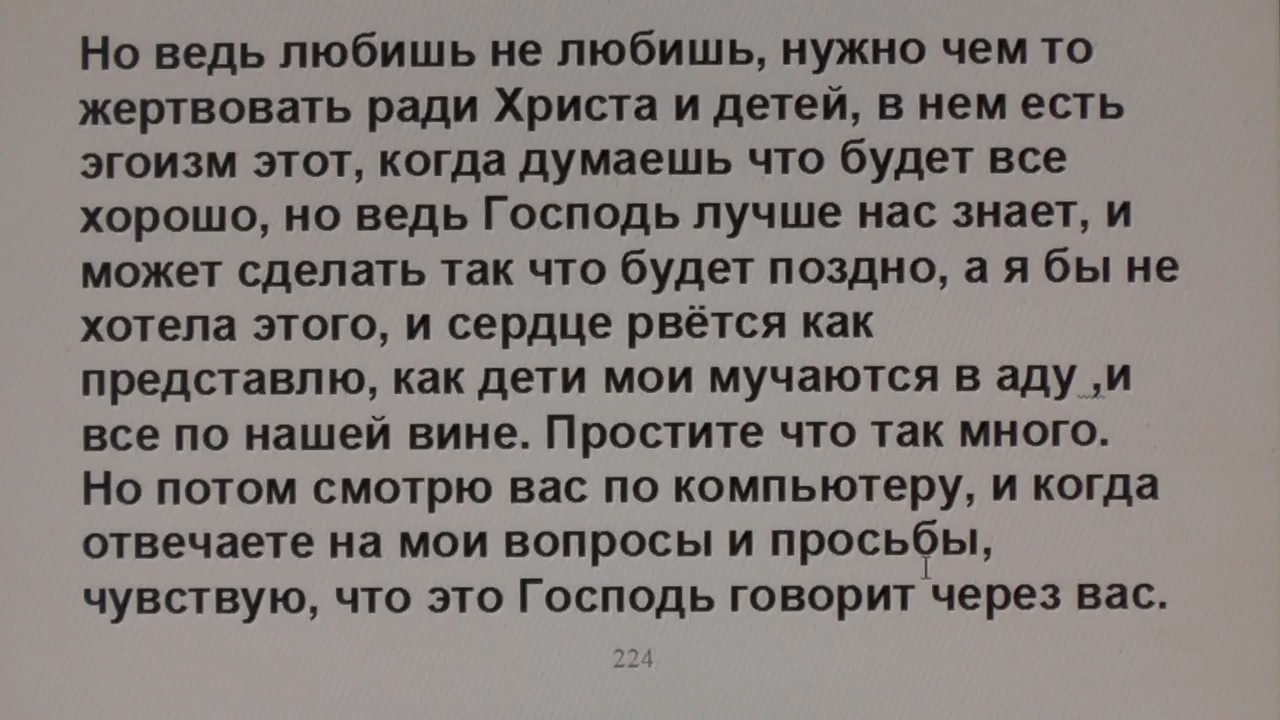 Но ведь любишь не любишь, нужно чем то
жертвовать ради Христа и детей, в нем есть
эгоизм этот, когда думаешь что будет все
хорошо, но ведь Господь лучше нас знает, и
может сделать так что будет поздно, а я бы не
хотела этого, и сердце рвётся как
представлю, как дети мои мучаются в аду ,и
все по нашей вине. Простите что так много.
Но потом смотрю вас по компьютеру, и когда
отвечаете на мои вопросы и просьбы,
чувствую, что это Господь говорит через вас.
224